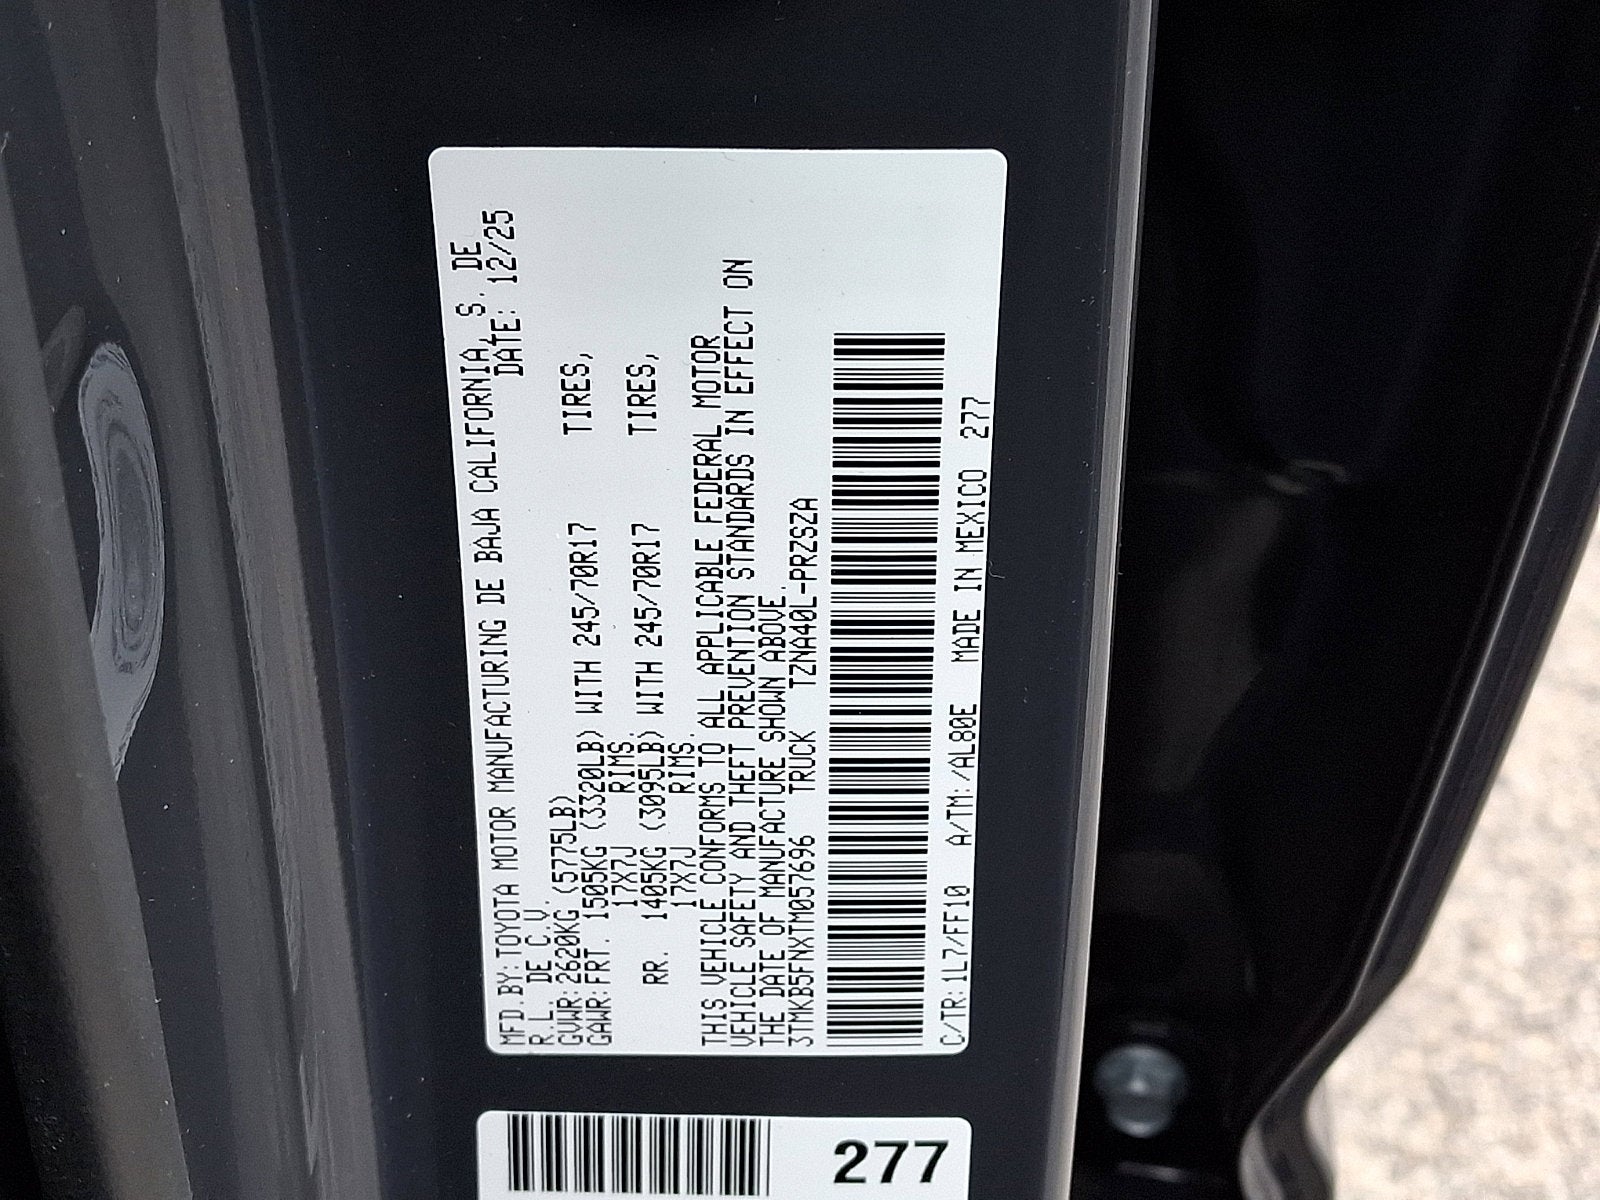 MFD.BY:TOYOTA MOTOR MANUFACTURING DE BAJA CALIFORNIA, S. DE
R.L. DE C.V. DATE: 12/25
GVWR:2620KG (5775LB)
GAWR:FRT. 1505KG (3320LB) WITH 245/70R17 TIRES,
17X7J RIMS.
RR. 1405KG (3095LB) WITH 245/70R17 TIRES,
17X7J RIMS.
THIS VEHICLE CONFORMS TO ALL APPLICABLE FEDERAL MOTOR
VEHICLE SAFETY AND THEFT PREVENTION STANDARDS IN EFFECT ON
THE DATE OF MANUFACTURE SHOWN ABOVE.
3TMKB5FNXTM057696 TRUCK TZNA40L-PRZSZA
C/TR:1L7/FF10 A/TM:/AL80E MADE IN MEXICO 277
277